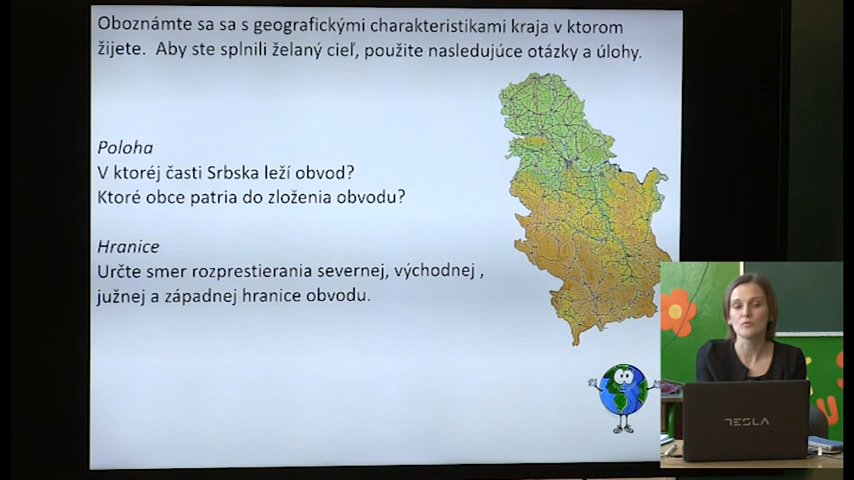 Oboznámte sa sa s geografickými charakteristikami kraja v ktorom
žijete. Aby ste splnili želaný cieľ, použite nasledujúce otázky a úlohy.
Poloha
V ktoréj časti Srbska leží obvod?
Ktoré obce patria do zloženia obvodu?
Hranice
Určte smer rozprestierania severnej, východnej ,
južnej a západnej hranice obvodu.
TESLA